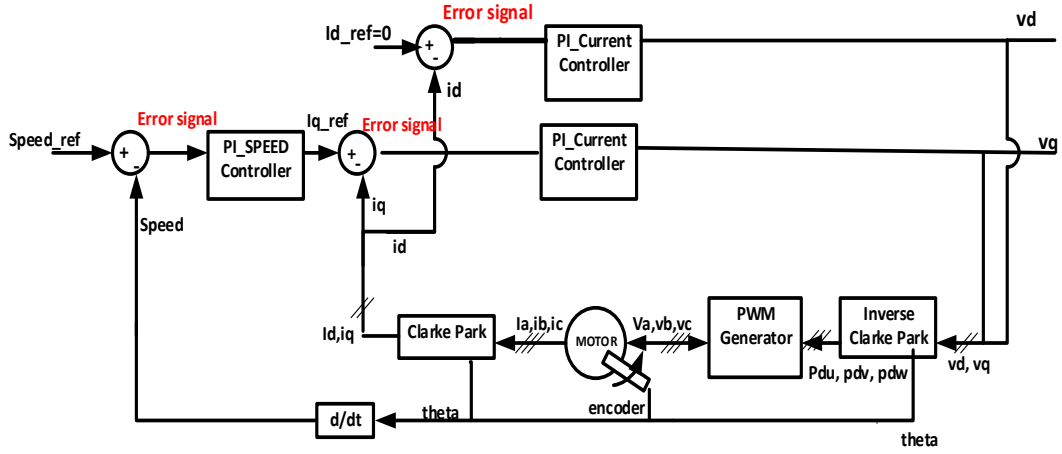 Error signal
vd
Id_ref=0
+
-
PI_Current
Controller
id
Error signal
Iq_ref
Error signal
Speed_ref
+
-
PI_SPEED
Controller
+
-
PI_Current
Controller
vq
iq
Speed
id
Id,iq
Clarke Park
Ia,ib,ic
MOTOR
Va,vb,vc
PWM
Generator
Inverse
Clarke Park
Pdu, pdv, pdw
vd, vq
d/dt
theta
encoder
theta